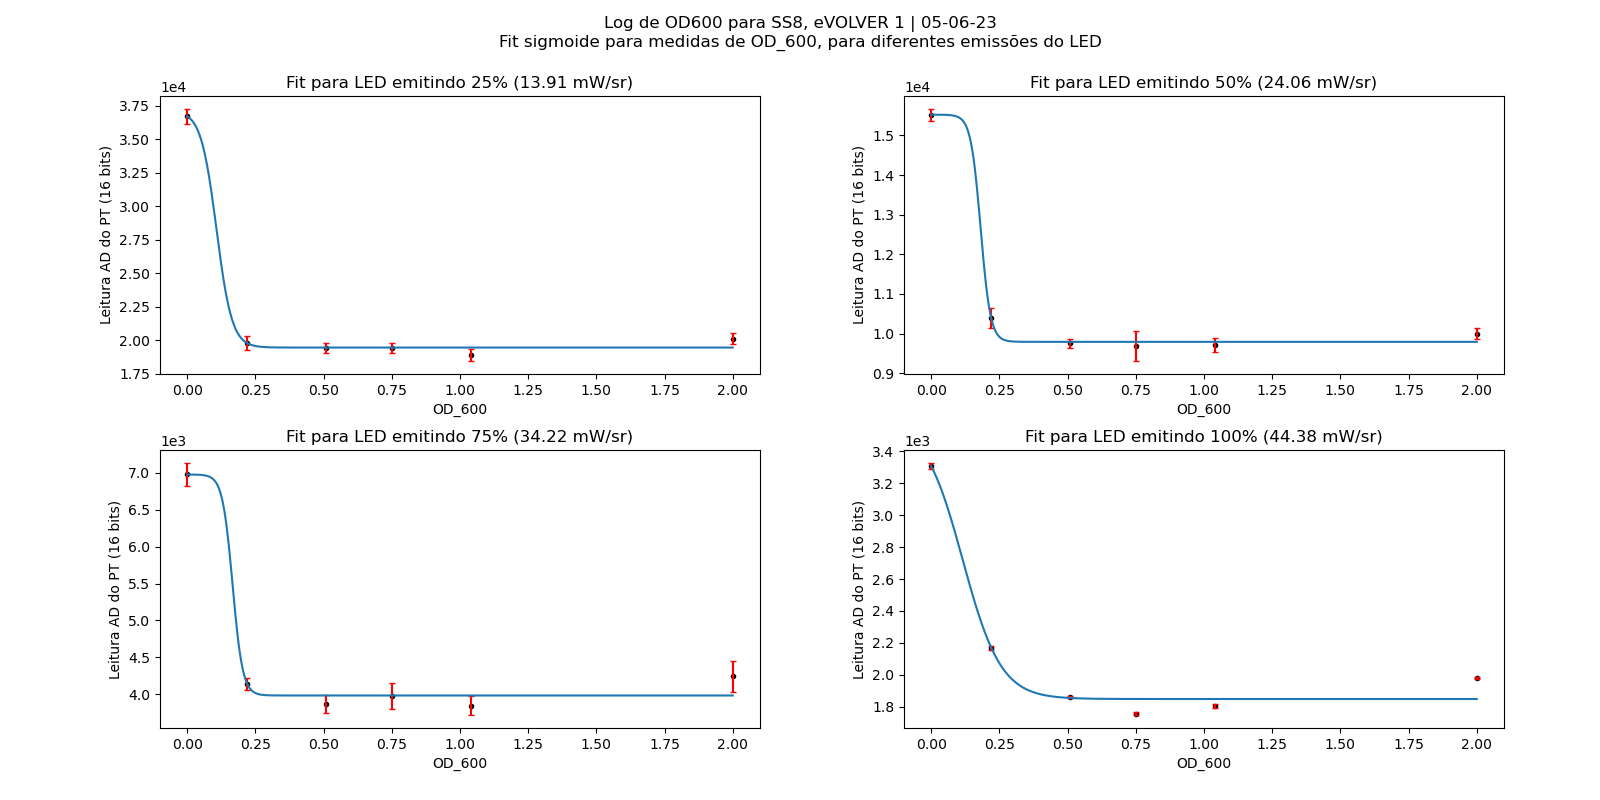 Log de OD600 para SS8, eVOLVER 1 | 05-06-23
Fit sigmoide para medidas de OD_600, para diferentes emissões do LED
Fit para LED emitindo 25% (13.91 mW/sr)
1e4
Leitura AD do PT (16 bits)
3.75
3.50
3.25
3.00
2.75
2.50
2.25
2.00
1.75
0.00 0.25 0.50 0.75 1.00 1.25 1.50 1.75 2.00
OD_600
Fit para LED emitindo 50% (24.06 mW/sr)
1e4
Leitura AD do PT (16 bits)
1.5
1.4
1.3
1.2
1.1
1.0
0.9
0.00 0.25 0.50 0.75 1.00 1.25 1.50 1.75 2.00
OD_600
Fit para LED emitindo 75% (34.22 mW/sr)
1e3
Leitura AD do PT (16 bits)
7.0
6.5
6.0
5.5
5.0
4.5
4.0
0.00 0.25 0.50 0.75 1.00 1.25 1.50 1.75 2.00
OD_600
Fit para LED emitindo 100% (44.38 mW/sr)
1e3
Leitura AD do PT (16 bits)
3.4
3.2
3.0
2.8
2.6
2.4
2.2
2.0
1.8
0.00 0.25 0.50 0.75 1.00 1.25 1.50 1.75 2.00
OD_600